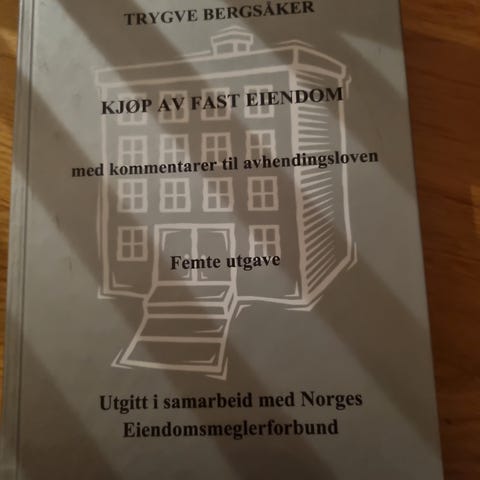 TRYGVE BERGSÅKER
KJØP AV FAST EIENDOM
med kommentarer til avhendingsloven
Femte utgave
Utgitt i samarbeid med Norges
Eiendomsmeglerforbund